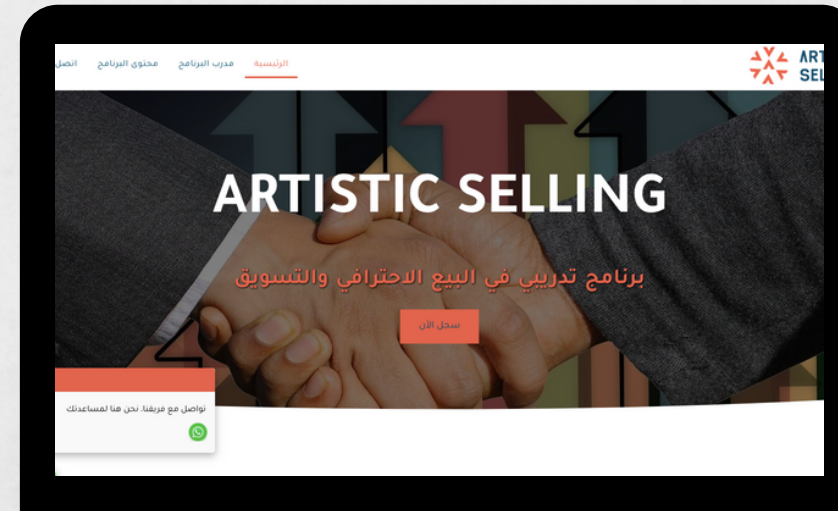 ART
SEL
الرئيسية مدرب البرنامج محتوى البرنامج اتصل
ARTISTIC SELLING
برنامج تدريبي في البيع الاحترافي والتسويق
سجل الآن
تواصل مع فريقنا. نحن هنا لمساعدتك